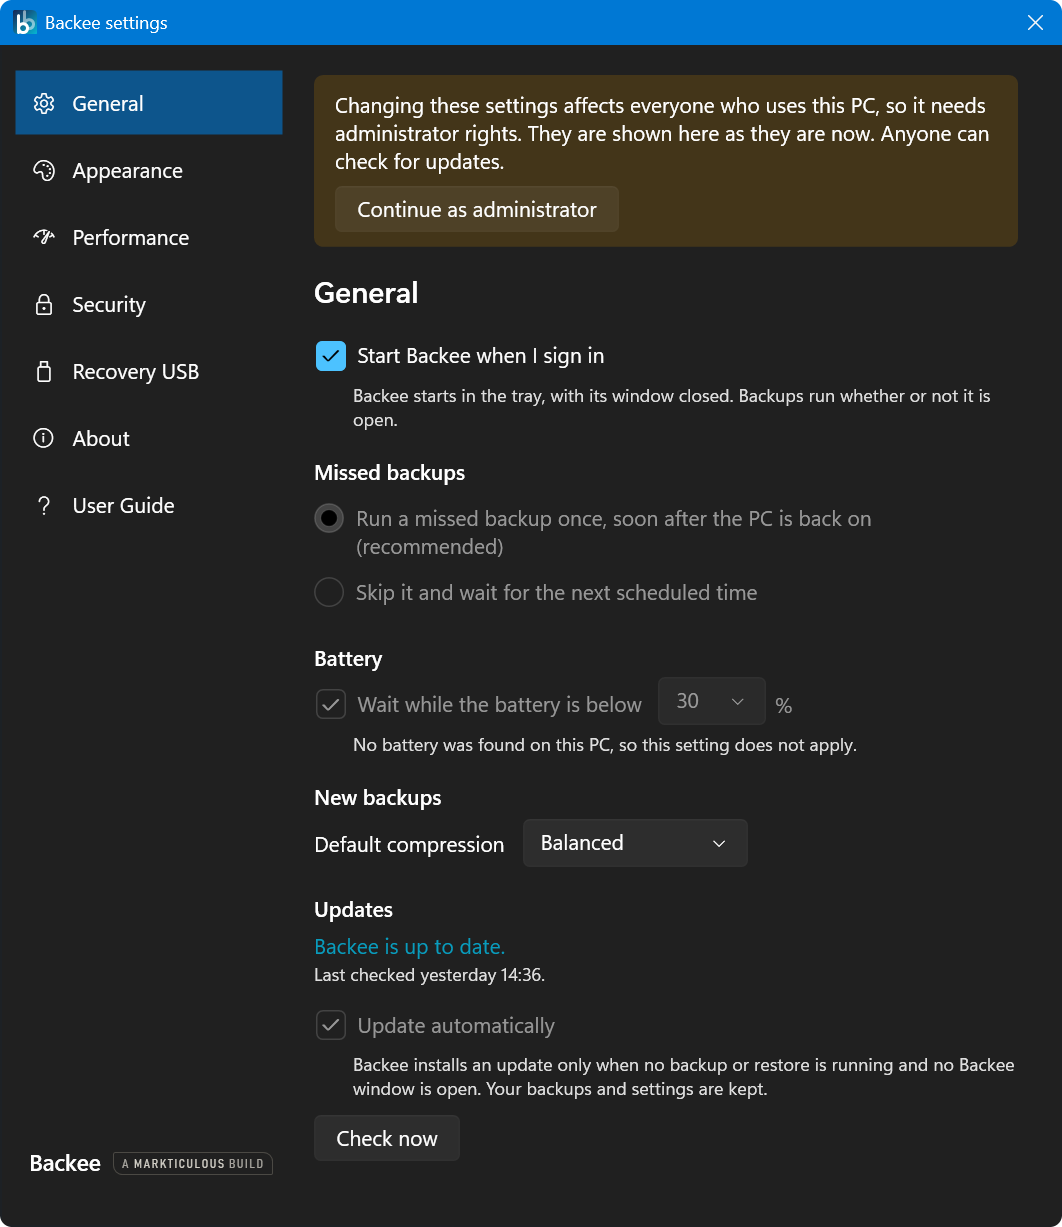 Backee settings
General
Appearance
Performance
Security
Recovery USB
About
User Guide
Backee
A MARKTICULOUS BUILD
Changing these settings affects everyone who uses this PC, so it needs
administrator rights. They are shown here as they are now. Anyone can
check for updates.
Continue as administrator
General
Start Backee when I sign in
Backee starts in the tray, with its window closed. Backups run whether or not it is
open.
Missed backups
Run a missed backup once, soon after the PC is back on
(recommended)
Skip it and wait for the next scheduled time
Battery
Wait while the battery is below 30 %
No battery was found on this PC, so this setting does not apply.
New backups
Default compression Balanced
Updates
Backee is up to date.
Last checked yesterday 14:36.
Update automatically
Backee installs an update only when no backup or restore is running and no Backee
window is open. Your backups and settings are kept.
Check now